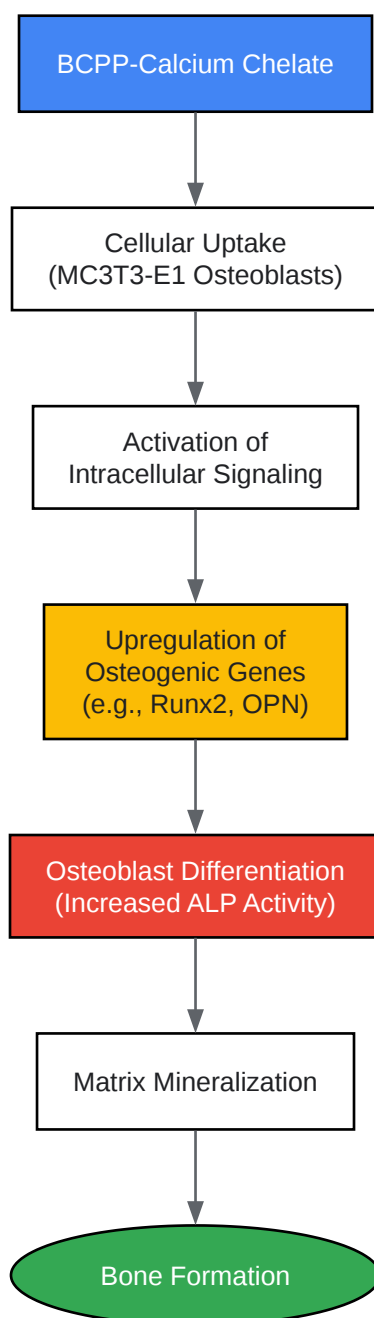 BCPP-Calcium Chelate
Cellular Uptake
(MC3T3-E1 Osteoblasts)
Activation of
Intracellular Signaling
Upregulation of
Osteogenic Genes
(e.g., Runx2, OPN)
Osteoblast Differentiation
(Increased ALP Activity)
Matrix Mineralization
Bone Formation